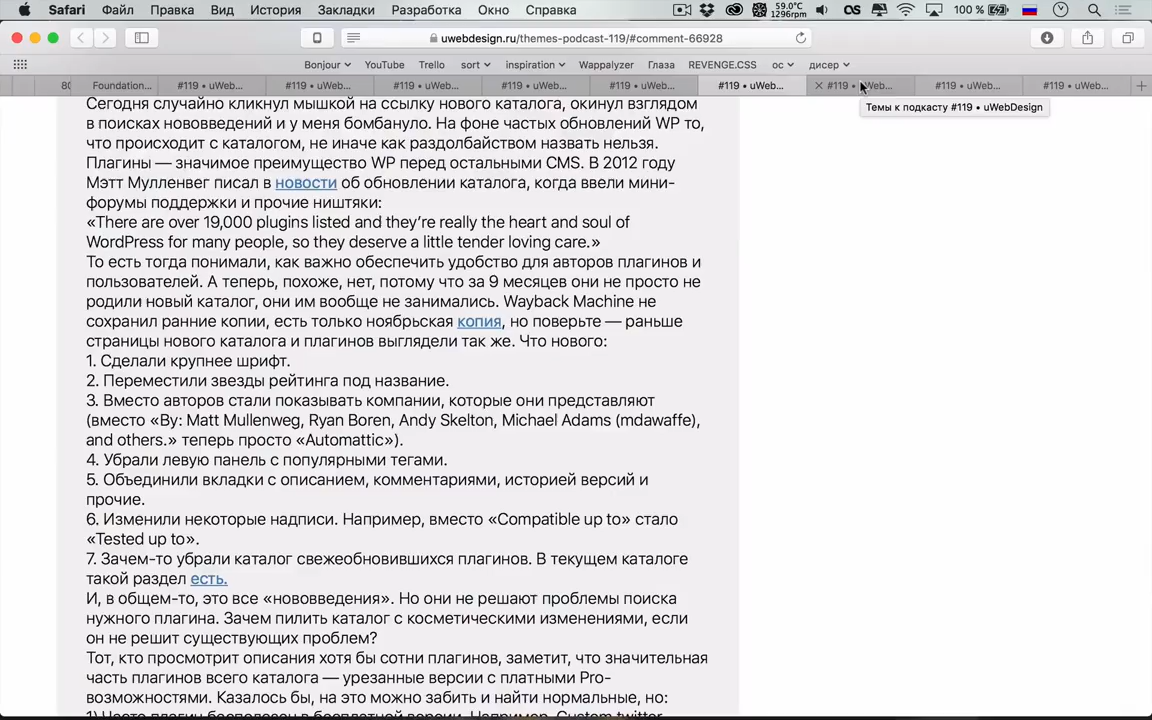 Safari Файл Правка Вид История Закладки Разработка Окно Справка 59.0°C 1296rpm 100 %
uwebdesign.ru/themes-podcast-119/#comment-66928
Bonjour YouTube Trello sort inspiration Wappalyzer Глаза REVENGE.CSS ос дисер
Foundation... #119 • uWeb... #119 • uWeb... #119 • uWeb... #119 • uWeb... #119 • uWeb... #119 • uWeb... #119 • uWeb... #119 • uWeb... #119 • uWeb...
Темы к подкасту #119 • uWebDesign
Сегодня случайно кликнул мышкой на ссылку нового каталога, окинул взглядом
в поисках нововведений и у меня бомбануло. На фоне частых обновлений WP то,
что происходит с каталогом, не иначе как раздолбайством назвать нельзя.
Плагины — значимое преимущество WP перед остальными CMS. В 2012 году
Мэтт Мулленвег писал в новости об обновлении каталога, когда ввели мини-
форумы поддержки и прочие ништяки:
«There are over 19,000 plugins listed and they’re really the heart and soul of
WordPress for many people, so they deserve a little tender loving care.»
То есть тогда понимали, как важно обеспечить удобство для авторов плагинов и
пользователей. А теперь, похоже, нет, потому что за 9 месяцев они не просто не
родили новый каталог, они им вообще не занимались. Wayback Machine не
сохранил ранние копии, есть только ноябрьская копия, но поверьте — раньше
страницы нового каталога и плагинов выглядели так же. Что нового:
1. Сделали крупнее шрифт.
2. Переместили звезды рейтинга под название.
3. Вместо авторов стали показывать компании, которые они представляют
(вместо «By: Matt Mullenweg, Ryan Boren, Andy Skelton, Michael Adams (mdawaffe),
and others.» теперь просто «Automattic»).
4. Убрали левую панель с популярными тегами.
5. Объединили вкладки с описанием, комментариями, историей версий и
прочие.
6. Изменили некоторые надписи. Например, вместо «Compatible up to» стало
«Tested up to».
7. Зачем-то убрали каталог свежеобновившихся плагинов. В текущем каталоге
такой раздел есть.
И, в общем-то, это все «нововведения». Но они не решают проблемы поиска
нужного плагина. Зачем пилить каталог с косметическими изменениями, если
он не решит существующих проблем?
Тот, кто просмотрит описания хотя бы сотни плагинов, заметит, что значительная
часть плагинов всего каталога — урезанные версии с платными Pro-
возможностями. Казалось бы, на это можно забить и найти нормальные, но:
1) Часто плагин бесполезен в бесплатной версии. Например, Custom twitter